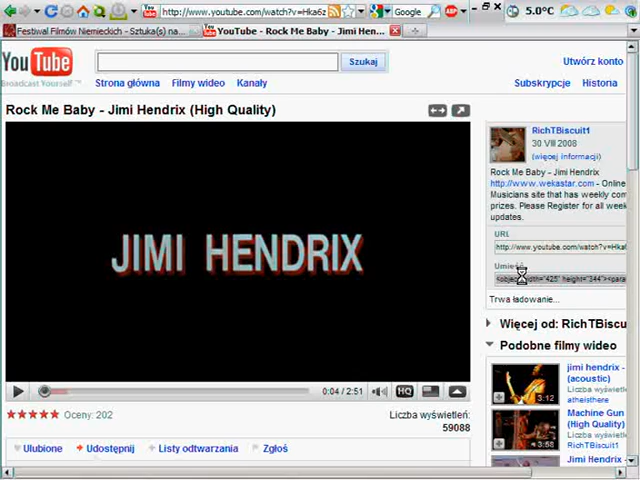 http://www.youtube.com/watch?v=Hka6z
Google
ABP
5.0°C
Festiwal Filmów Niemieckich - Sztuka(s) na...
YouTube - Rock Me Baby - Jimi Hen...
YouTube
Broadcast Yourself™
Szukaj
Utwórz konto
Strona główna Filmy wideo Kanały
Subskrypcje Historia
Rock Me Baby - Jimi Hendrix (High Quality)
JIMI HENDRIX
0:04 / 2:51
HQ
Oceny: 202
Liczba wyświetleń:
59088
Ulubione Udostępnij Listy odtwarzania Zgłoś
RichTBiscuit1
30 VIII 2008
(więcej informacji)
Rock Me Baby - Jimi Hendrix
http://www.wekastar.com - Online
Musicians site that has weekly com
prizes. Please Register for all week
updates.
URL
http://www.youtube.com/watch?v=Hka
Umieść
width="425" height="344"><para
Trwa ładowanie...
Więcej od: RichTBiscu
Podobne filmy wideo
3:12
jimi hendrix -
(acoustic)
atheisthere
3:58
Machine Gun
(High Quality)
RichTBiscuit1
Jimi Hendrix -